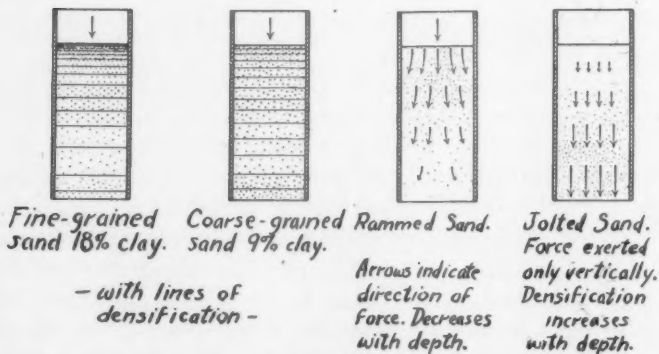 Fine-grained
sand 18% clay.
Coarse-grained
sand 9% clay.
— with lines of
densification —
Rammed Sand.
Arrows indicate
direction of
Force. Decreases
with depth.
Jolted Sand.
Force exerted
only vertically.
Densification
increases
with depth.